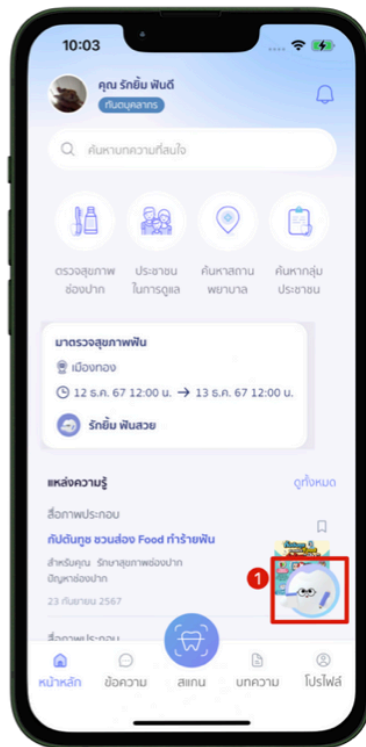 10:03
คุณ รักยิ้ม ฟันดี
ทันตบุคลากร
ค้นหาบทความที่สนใจ
ตรวจสุขภาพ
ช่องปาก
ประชาชน
ในการดูแล
ค้นหาสถาน
พยาบาล
ค้นหากลุ่ม
ประชาชน
มาตรวจสุขภาพฟัน
เมืองทอง
12 ธ.ค. 67 12:00 น. → 13 ธ.ค. 67 12:00 น.
รักยิ้ม ฟันสวย
แหล่งความรู้
ดูทั้งหมด
สื่อภาพประกอบ
กัปตันทูธ ชวนส่อง Food ทำร้ายฟัน
สำหรับคุณ รักษาสุขภาพช่องปาก
ปัญหาช่องปาก
23 กันยายน 2567
1
สื่อภาพประกอบ
หน้าหลัก
ข้อความ
สแกน
บทความ
โปรไฟล์